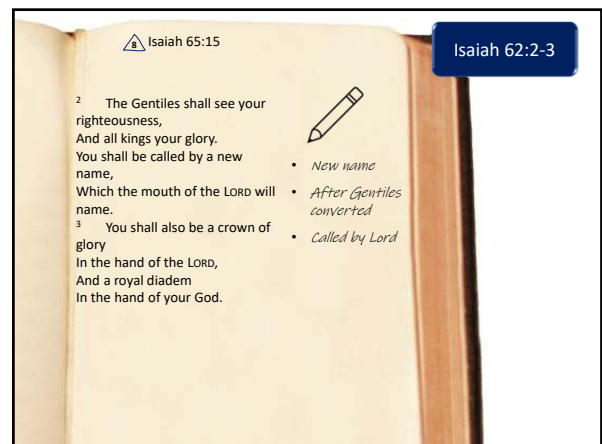 8 Isaiah 65:15
Isaiah 62:2-3
2 The Gentiles shall see your
righteousness,
And all kings your glory.
You shall be called by a new
name,
Which the mouth of the LORD will
name.
3 You shall also be a crown of
glory
In the hand of the LORD,
And a royal diadem
In the hand of your God.
• New name
• After Gentiles
converted
• Called by Lord